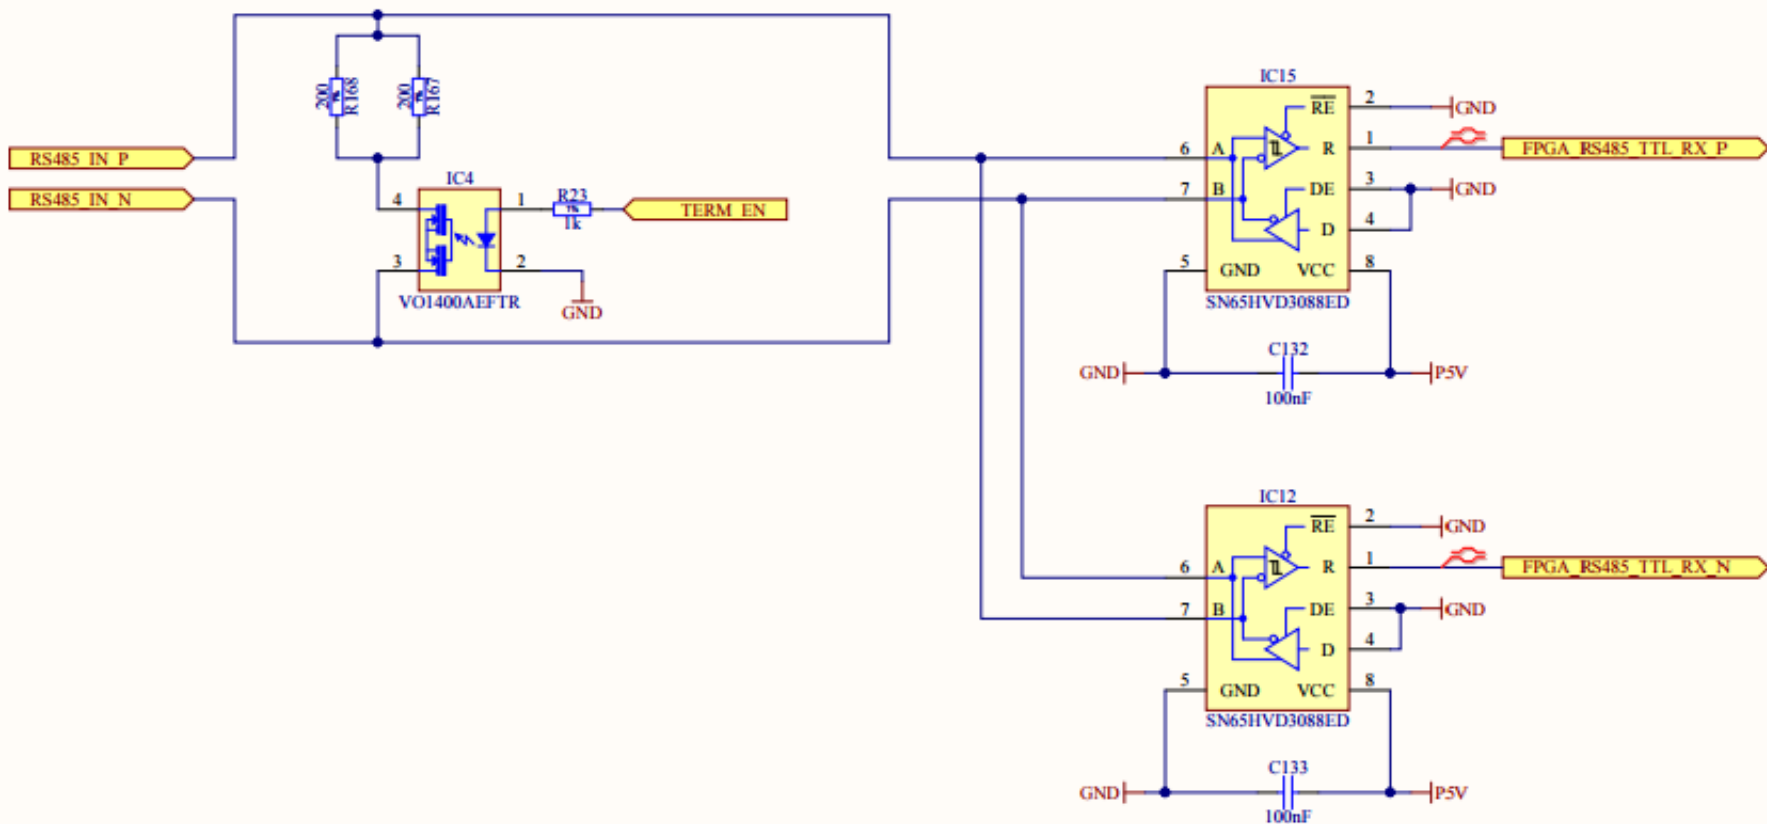 IC15
200
R168
200
R167
2
RE
GND
RS485_IN_P
6
A
R
1
FPGA_RS485_TTL_RX_P
RS485_IN_N
IC4
4
1
R23
1k
TERM_EN
7
B
DE
3
GND
D
4
3
2
VO1400AEFTR
GND
5
GND
VCC
8
SN65HVD3088ED
C132
GND
P5V
100nF
IC12
2
RE
GND
6
A
R
1
FPGA_RS485_TTL_RX_N
7
B
DE
3
GND
D
4
5
GND
VCC
8
SN65HVD3088ED
C133
GND
P5V
100nF